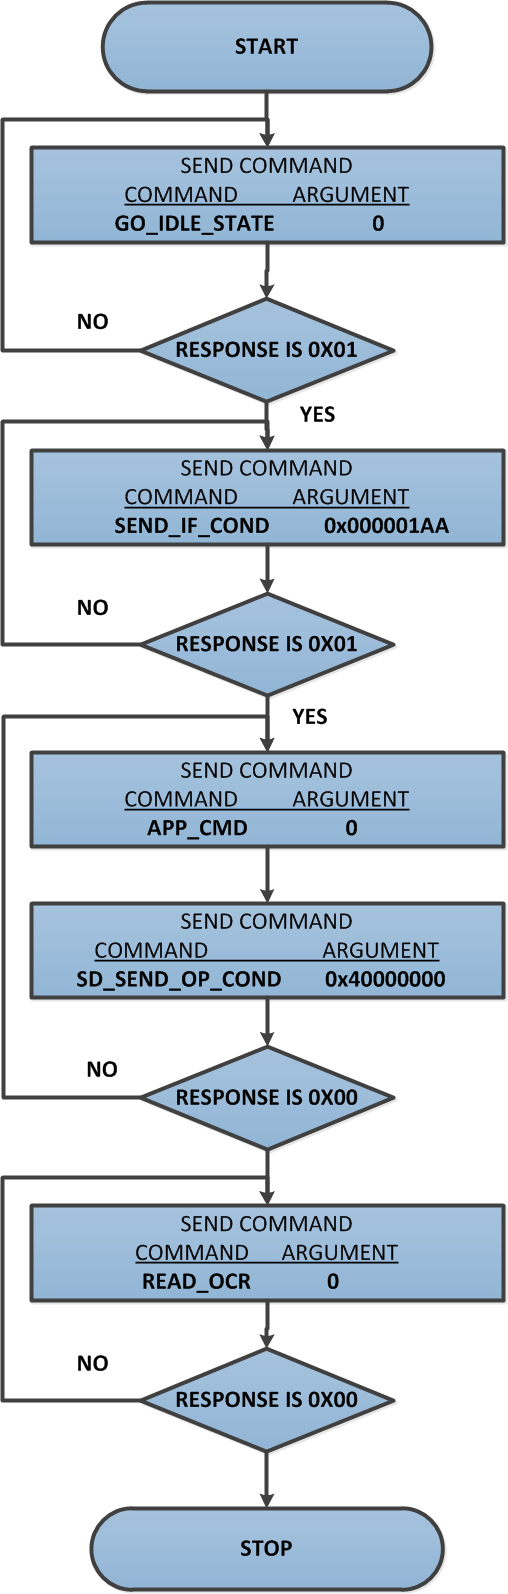 START
SEND COMMAND
COMMAND ARGUMENT
GO_IDLE_STATE 0
NO
RESPONSE IS 0X01
YES
SEND COMMAND
COMMAND ARGUMENT
SEND_IF_COND 0x000001AA
NO
RESPONSE IS 0X01
YES
SEND COMMAND
COMMAND ARGUMENT
APP_CMD 0
SEND COMMAND
COMMAND ARGUMENT
SD_SEND_OP_COND 0x40000000
NO
RESPONSE IS 0X00
SEND COMMAND
COMMAND ARGUMENT
READ_OCR 0
NO
RESPONSE IS 0X00
STOP